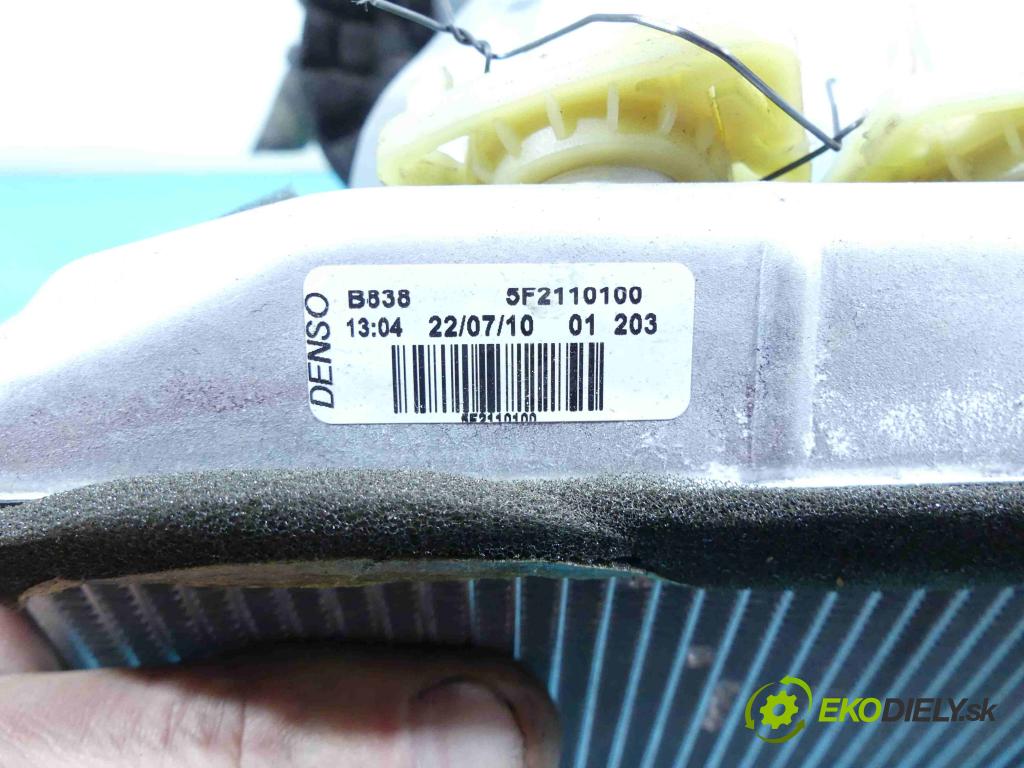 DENSO
B838 5F2110100
13:04 22/07/10 01 203
5F2110100
EKODIELY.sk